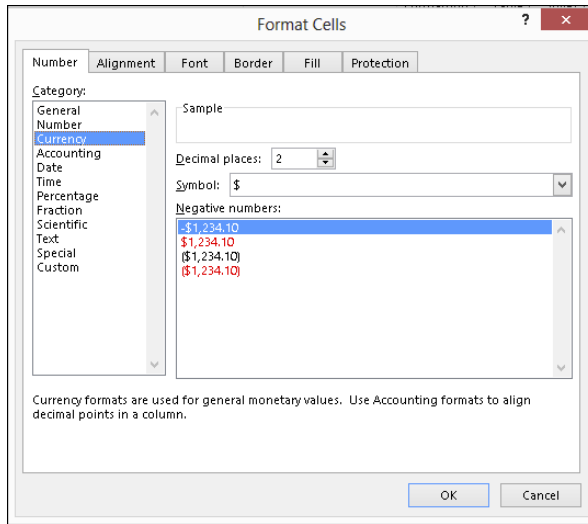 Format Cells
? ×
Number Alignment Font Border Fill Protection
Category:
General
Number
Currency
Accounting
Date
Time
Percentage
Fraction
Scientific
Text
Special
Custom
Sample
Decimal places: 2
Symbol: $
Negative numbers:
-$1,234.10
$1,234.10
($1,234.10)
($1,234.10)
Currency formats are used for general monetary values.  Use Accounting formats to align
decimal points in a column.
OK Cancel